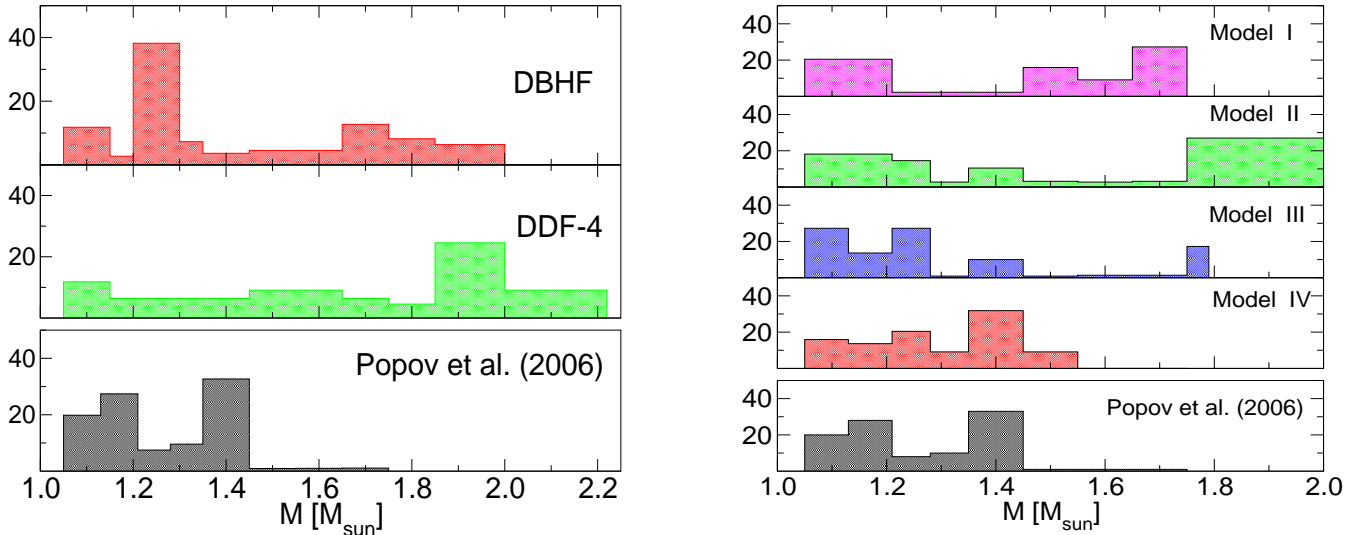 40
20
DBHF
40
20
DDF-4
40
20
Popov et al. (2006)
1.0 1.2 1.4 1.6 1.8 2.0 2.2
M [M_sun]
40
20
Model I
40
20
Model II
40
20
Model III
40
20
Model IV
40
20
Popov et al. (2006)
1.0 1.2 1.4 1.6 1.8 2.0
M [M_sun]